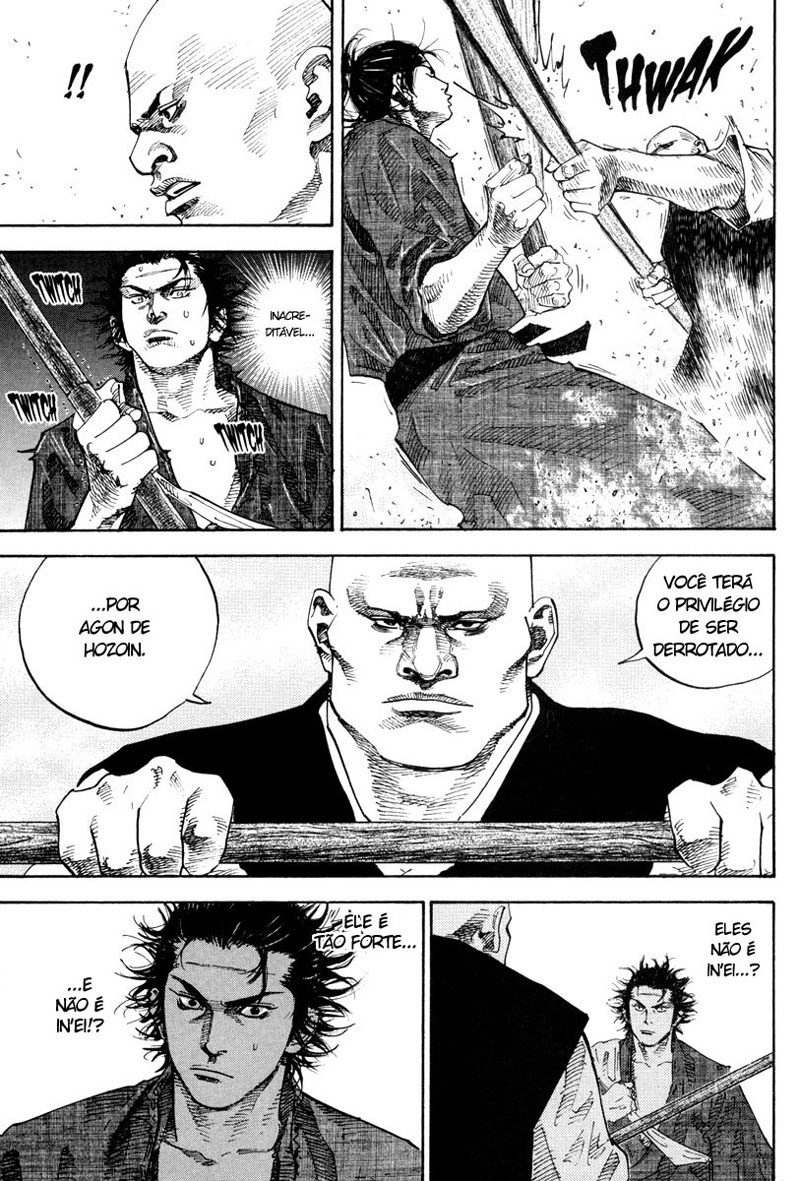 THWAK
!!
INACRE-
DITÁVEL...
TWITCH
TWITCH
TWITCH
VOCÊ TERÁ
O PRIVILÉGIO
DE SER
DERROTADO...
...POR
AGON DE
HOZOIN.
ELES
NÃO É
IN'EI...?
ÈLE É
TÃO FORTE...
...E
NÃO É
IN'EI!?